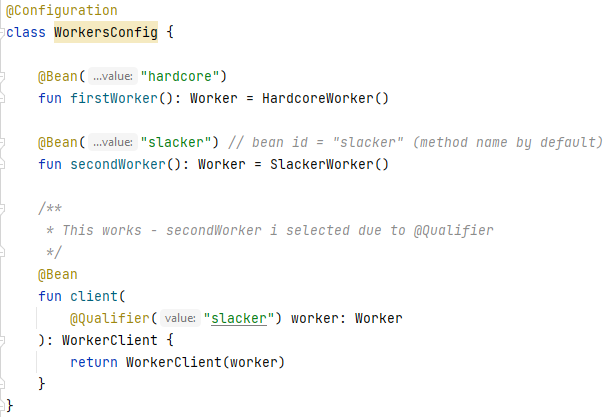 @Configuration
class WorkersConfig {
@Bean( ...value: "hardcore")
fun firstWorker(): Worker = HardcoreWorker()
@Bean( ...value: "slacker") // bean id = "slacker" (method name by default)
fun secondWorker(): Worker = SlackerWorker()
/**
* This works - secondWorker i selected due to @Qualifier
*/
@Bean
fun client(
@Qualifier( value: "slacker") worker: Worker
): WorkerClient {
return WorkerClient(worker)
}
}